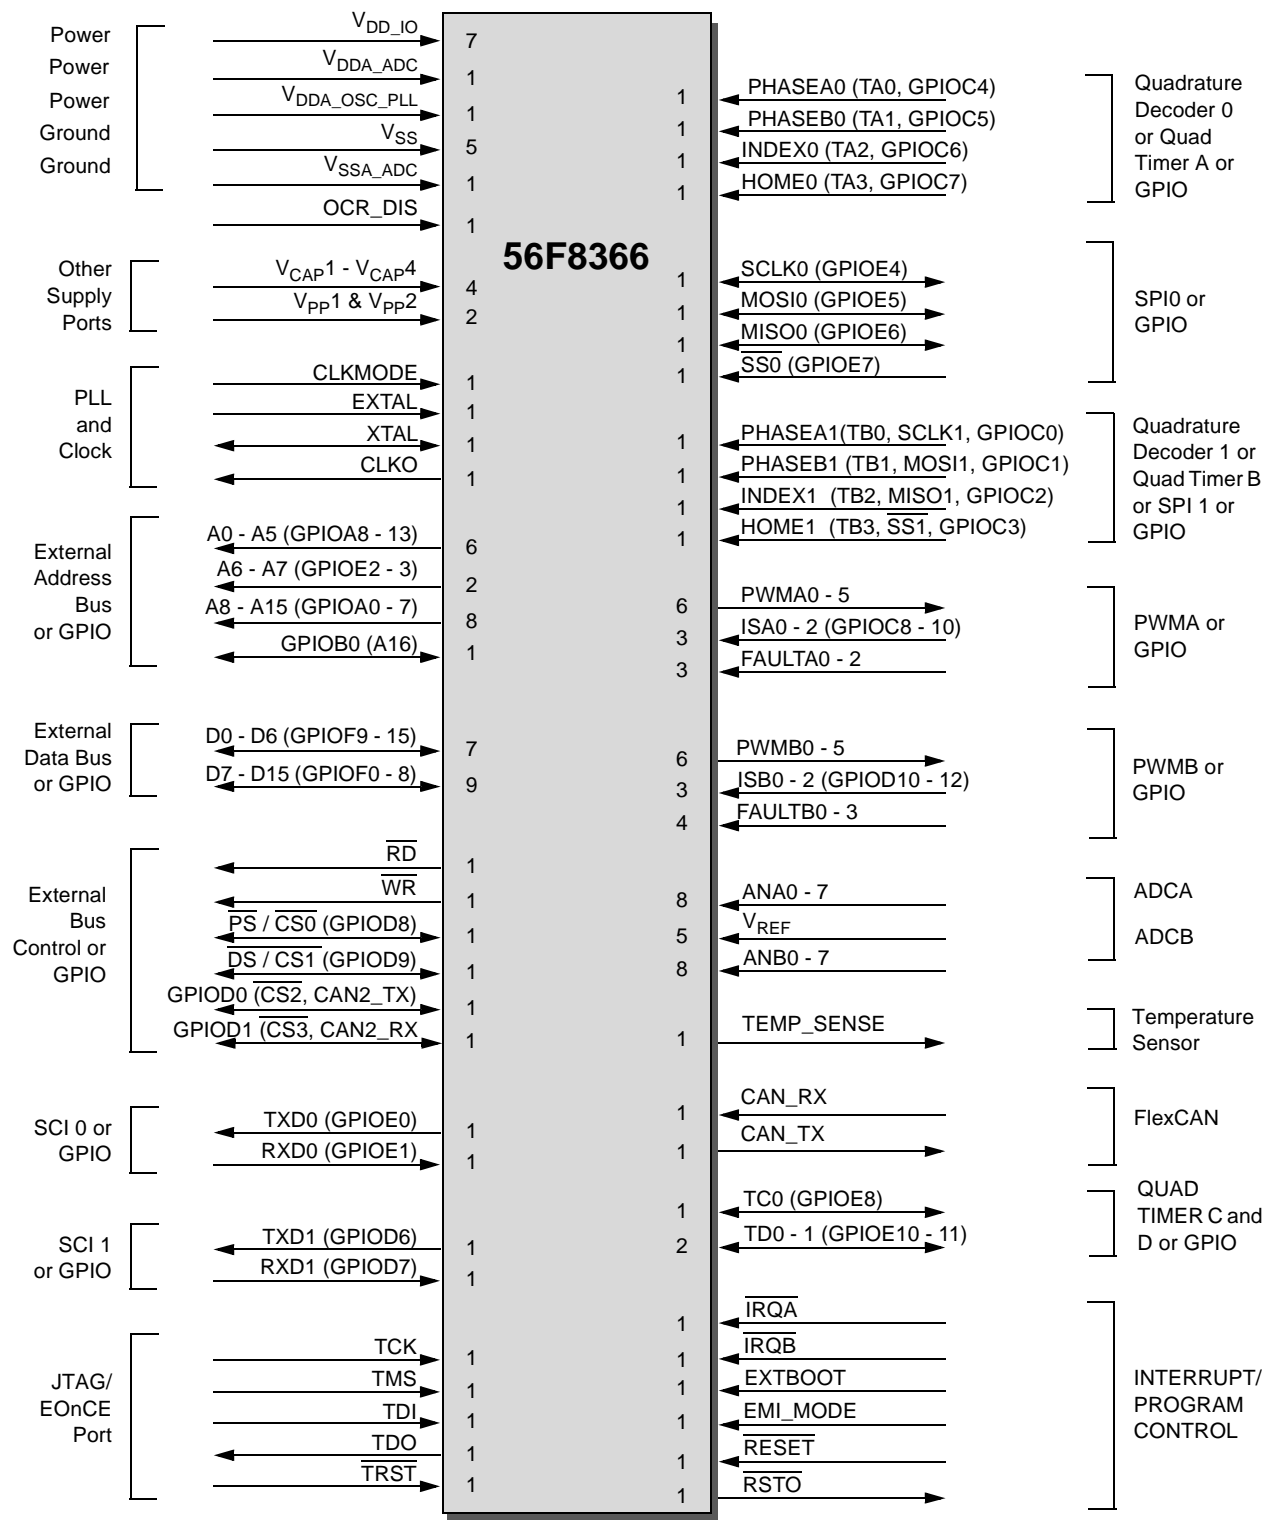 Power
Power
Power
Ground
Ground
V_DD_IO 7
V_DDA_ADC 1
V_DDA_OSC_PLL 1
V_SS 5
V_SSA_ADC 1
OCR_DIS 1
Other
Supply
Ports
V_CAP1 - V_CAP4 4
V_PP1 & V_PP2 2
PLL
and
Clock
CLKMODE 1
EXTAL 1
XTAL 1
CLKO 1
External
Address
Bus
or GPIO
A0 - A5 (GPIOA8 - 13) 6
A6 - A7 (GPIOE2 - 3) 2
A8 - A15 (GPIOA0 - 7) 8
GPIOB0 (A16) 1
External
Data Bus
or GPIO
D0 - D6 (GPIOF9 - 15) 7
D7 - D15 (GPIOF0 - 8) 9
External
Bus
Control or
GPIO
RD 1
WR 1
PS / CS0 (GPIOD8) 1
DS / CS1 (GPIOD9) 1
GPIOD0 (CS2, CAN2_TX) 1
GPIOD1 (CS3, CAN2_RX 1
SCI 0 or
GPIO
TXD0 (GPIOE0) 1
RXD0 (GPIOE1) 1
SCI 1
or GPIO
TXD1 (GPIOD6) 1
RXD1 (GPIOD7) 1
JTAG/
EOnCE
Port
TCK 1
TMS 1
TDI 1
TDO 1
TRST 1
56F8366
1 PHASEA0 (TA0, GPIOC4)
1 PHASEB0 (TA1, GPIOC5)
1 INDEX0 (TA2, GPIOC6)
1 HOME0 (TA3, GPIOC7)
Quadrature
Decoder 0
or Quad
Timer A or
GPIO
1 SCLK0 (GPIOE4)
1 MOSI0 (GPIOE5)
1 MISO0 (GPIOE6)
1 SS0 (GPIOE7)
SPI0 or
GPIO
1 PHASEA1(TB0, SCLK1, GPIOC0)
1 PHASEB1 (TB1, MOSI1, GPIOC1)
1 INDEX1 (TB2, MISO1, GPIOC2)
1 HOME1 (TB3, SS1, GPIOC3)
Quadrature
Decoder 1 or
Quad Timer B
or SPI 1 or
GPIO
6 PWMA0 - 5
3 ISA0 - 2 (GPIOC8 - 10)
3 FAULTA0 - 2
PWMA or
GPIO
6 PWMB0 - 5
3 ISB0 - 2 (GPIOD10 - 12)
4 FAULTB0 - 3
PWMB or
GPIO
8 ANA0 - 7
5 V_REF
8 ANB0 - 7
ADCA
ADCB
1 TEMP_SENSE
Temperature
Sensor
1 CAN_RX
1 CAN_TX
FlexCAN
1 TC0 (GPIOE8)
2 TD0 - 1 (GPIOE10 - 11)
QUAD
TIMER C and
D or GPIO
1 IRQA
1 IRQB
1 EXTBOOT
1 EMI_MODE
1 RESET
1 RSTO
INTERRUPT/
PROGRAM
CONTROL